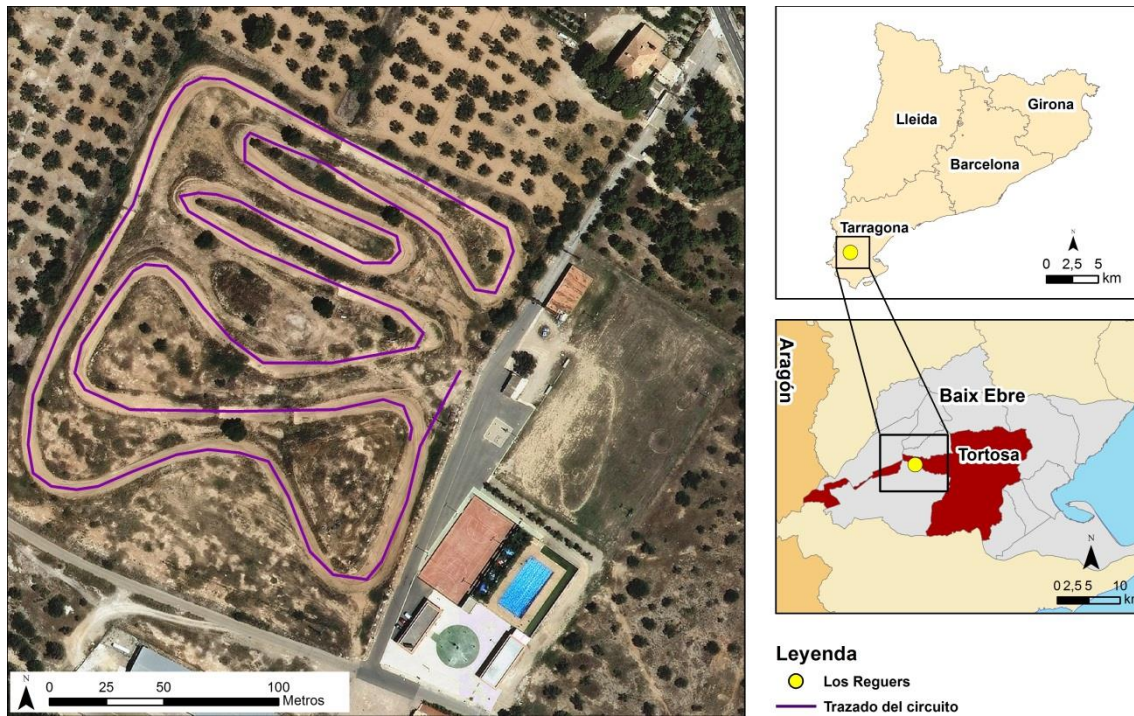 N
0 25 50 100
Metros
Girona
Lleida
Barcelona
Tarragona
N
0 2,5 5
km
Aragón
Baix Ebre
Tortosa
N
0 2,5 5 10
km
Leyenda
Los Reguers
Trazado del circuito